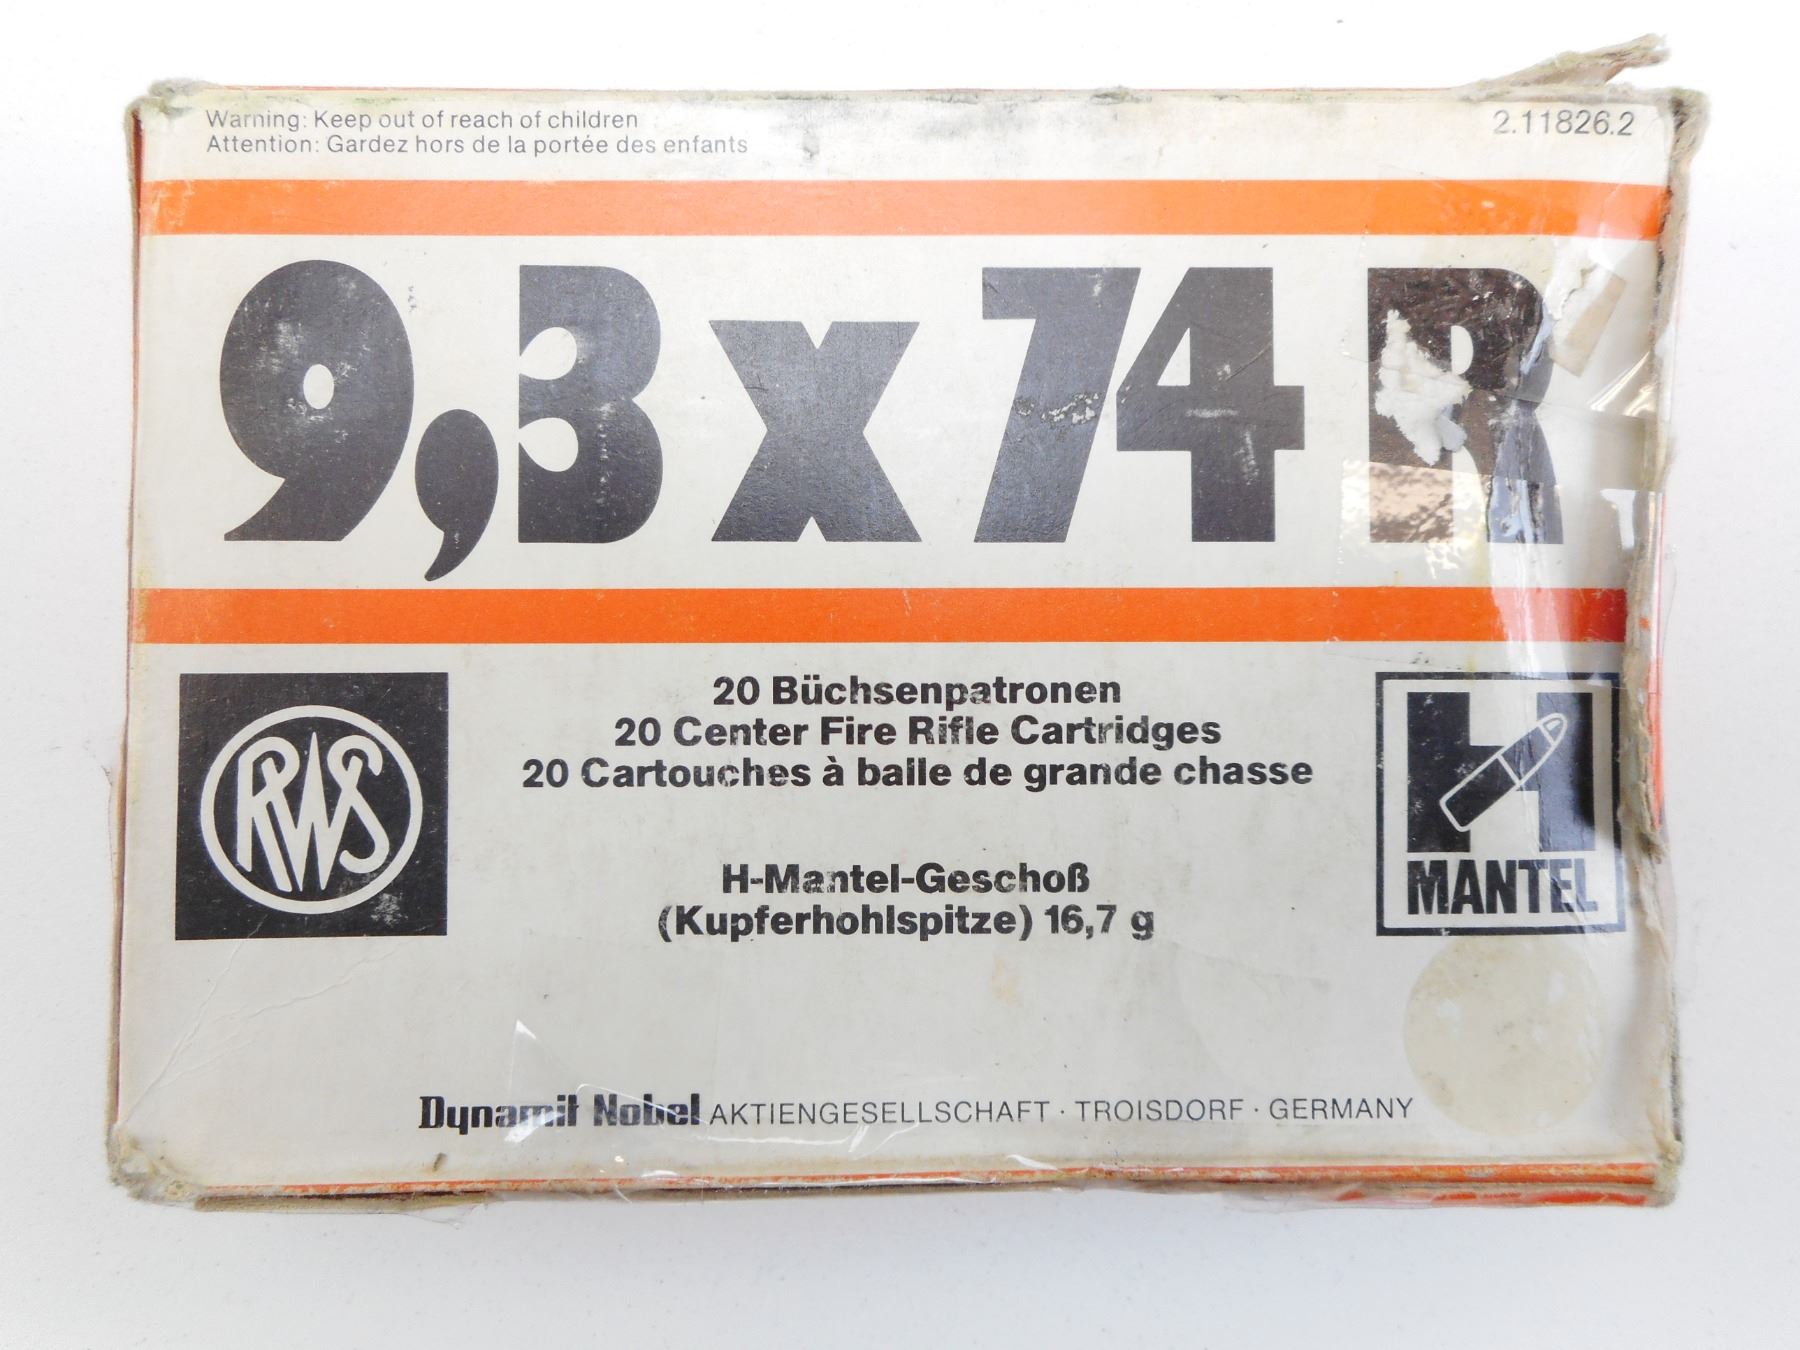 Warning: Keep out of reach of children
Attention: Gardez hors de la portée des enfants
2.11826.2
9,3 x 74 R
RWS
20 Büchsenpatronen
20 Center Fire Rifle Cartridges
20 Cartouches à balle de grande chasse
H-Mantel-Geschoß
(Kupferhohlspitze) 16,7 g
H
MANTEL
Dynamit Nobel AKTIENGESELLSCHAFT · TROISDORF · GERMANY